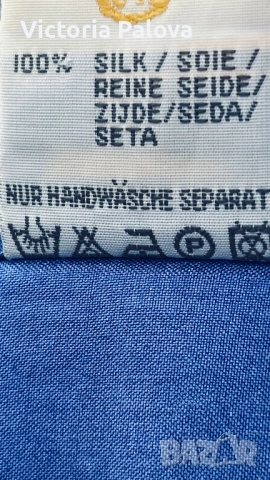 Victoria Palova
100% SILK / SOIE /
REINE SEIDE/
ZIJDE/SEDA/
SETA
NUR HANDWÄSCHE SEPARAT
P
BAZAR